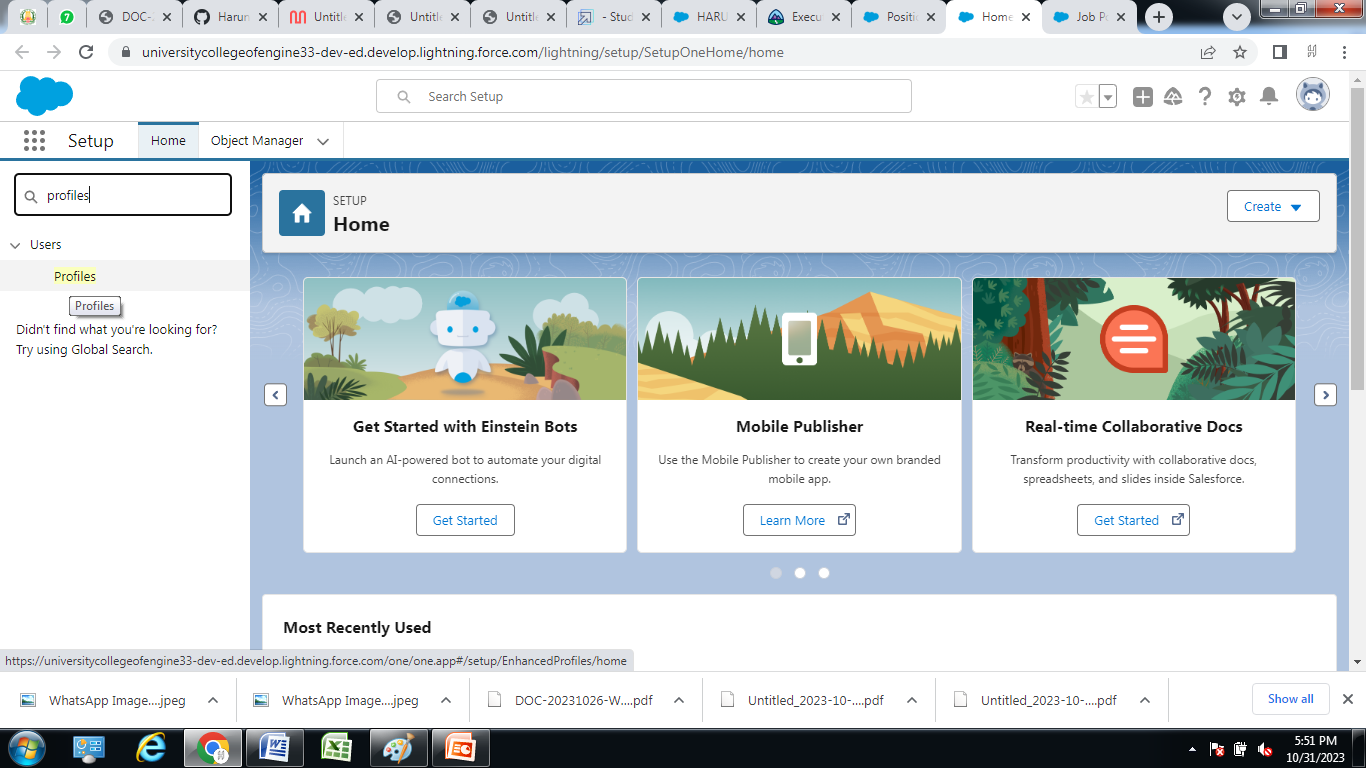 DOC-2
Harun
Untitle
Untitle
Untitle
- Stud
HARU
Execu
Positi
Home
Job Po
universitycollegeofengine33-dev-ed.develop.lightning.force.com/lightning/setup/SetupOneHome/home
Search Setup
Setup
Home
Object Manager
profiles
Users
Profiles
Profiles
Didn't find what you're looking for?
Try using Global Search.
SETUP
Home
Create
Get Started with Einstein Bots
Launch an AI-powered bot to automate your digital
connections.
Get Started
Mobile Publisher
Use the Mobile Publisher to create your own branded
mobile app.
Learn More
Real-time Collaborative Docs
Transform productivity with collaborative docs,
spreadsheets, and slides inside Salesforce.
Get Started
Most Recently Used
https://universitycollegeofengine33-dev-ed.develop.lightning.force.com/one/one.app#/setup/EnhancedProfiles/home
WhatsApp Image....jpeg
WhatsApp Image....jpeg
DOC-20231026-W....pdf
Untitled_2023-10-....pdf
Untitled_2023-10-....pdf
Show all
5:51 PM
10/31/2023